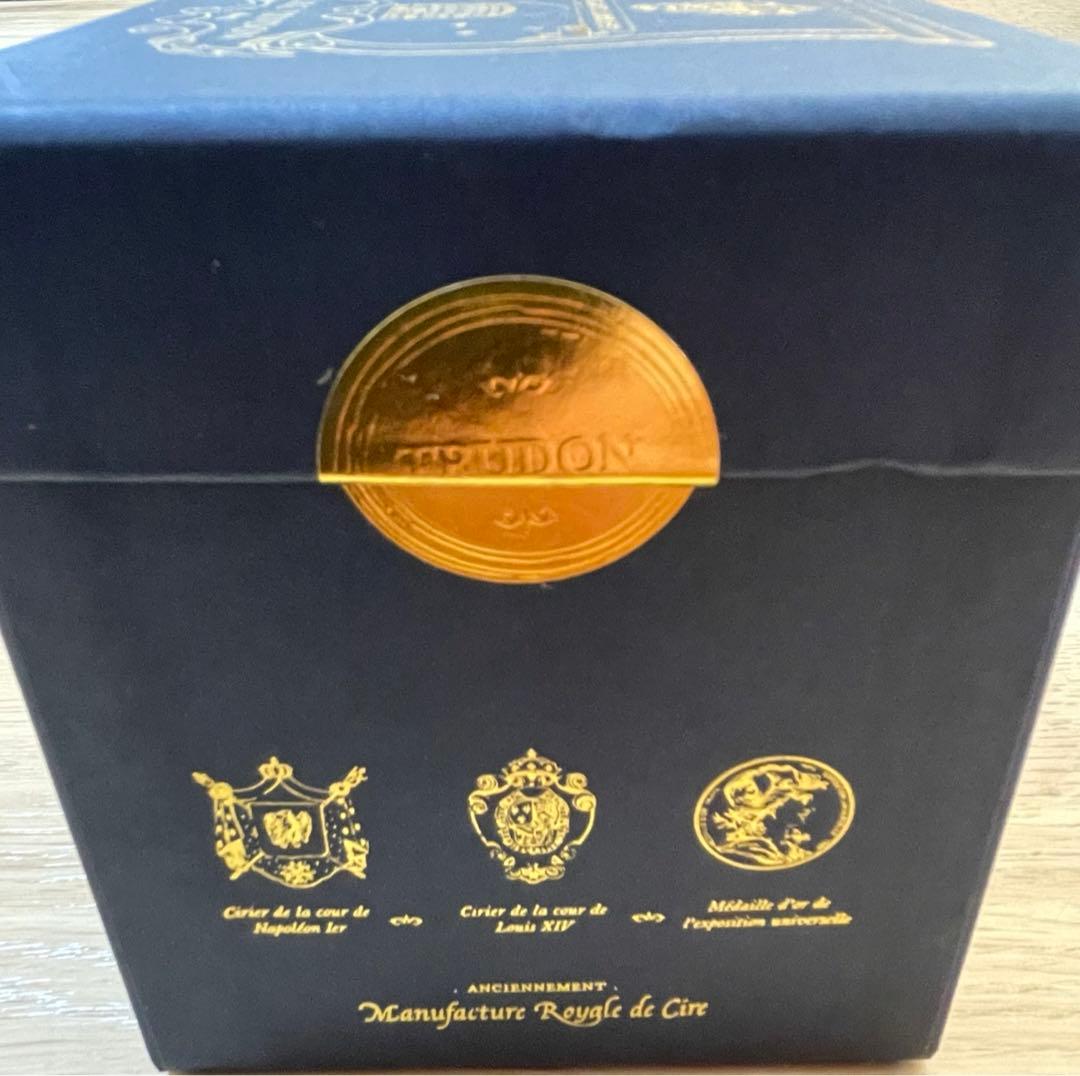 TRUDON
Cirier de la cour de
Napoléon Ier
Cirier de la cour de
Louis XIV
Médaille d'or de
l'exposition universelle
ANCIENNEMENT
Manufacture Royale de Cire